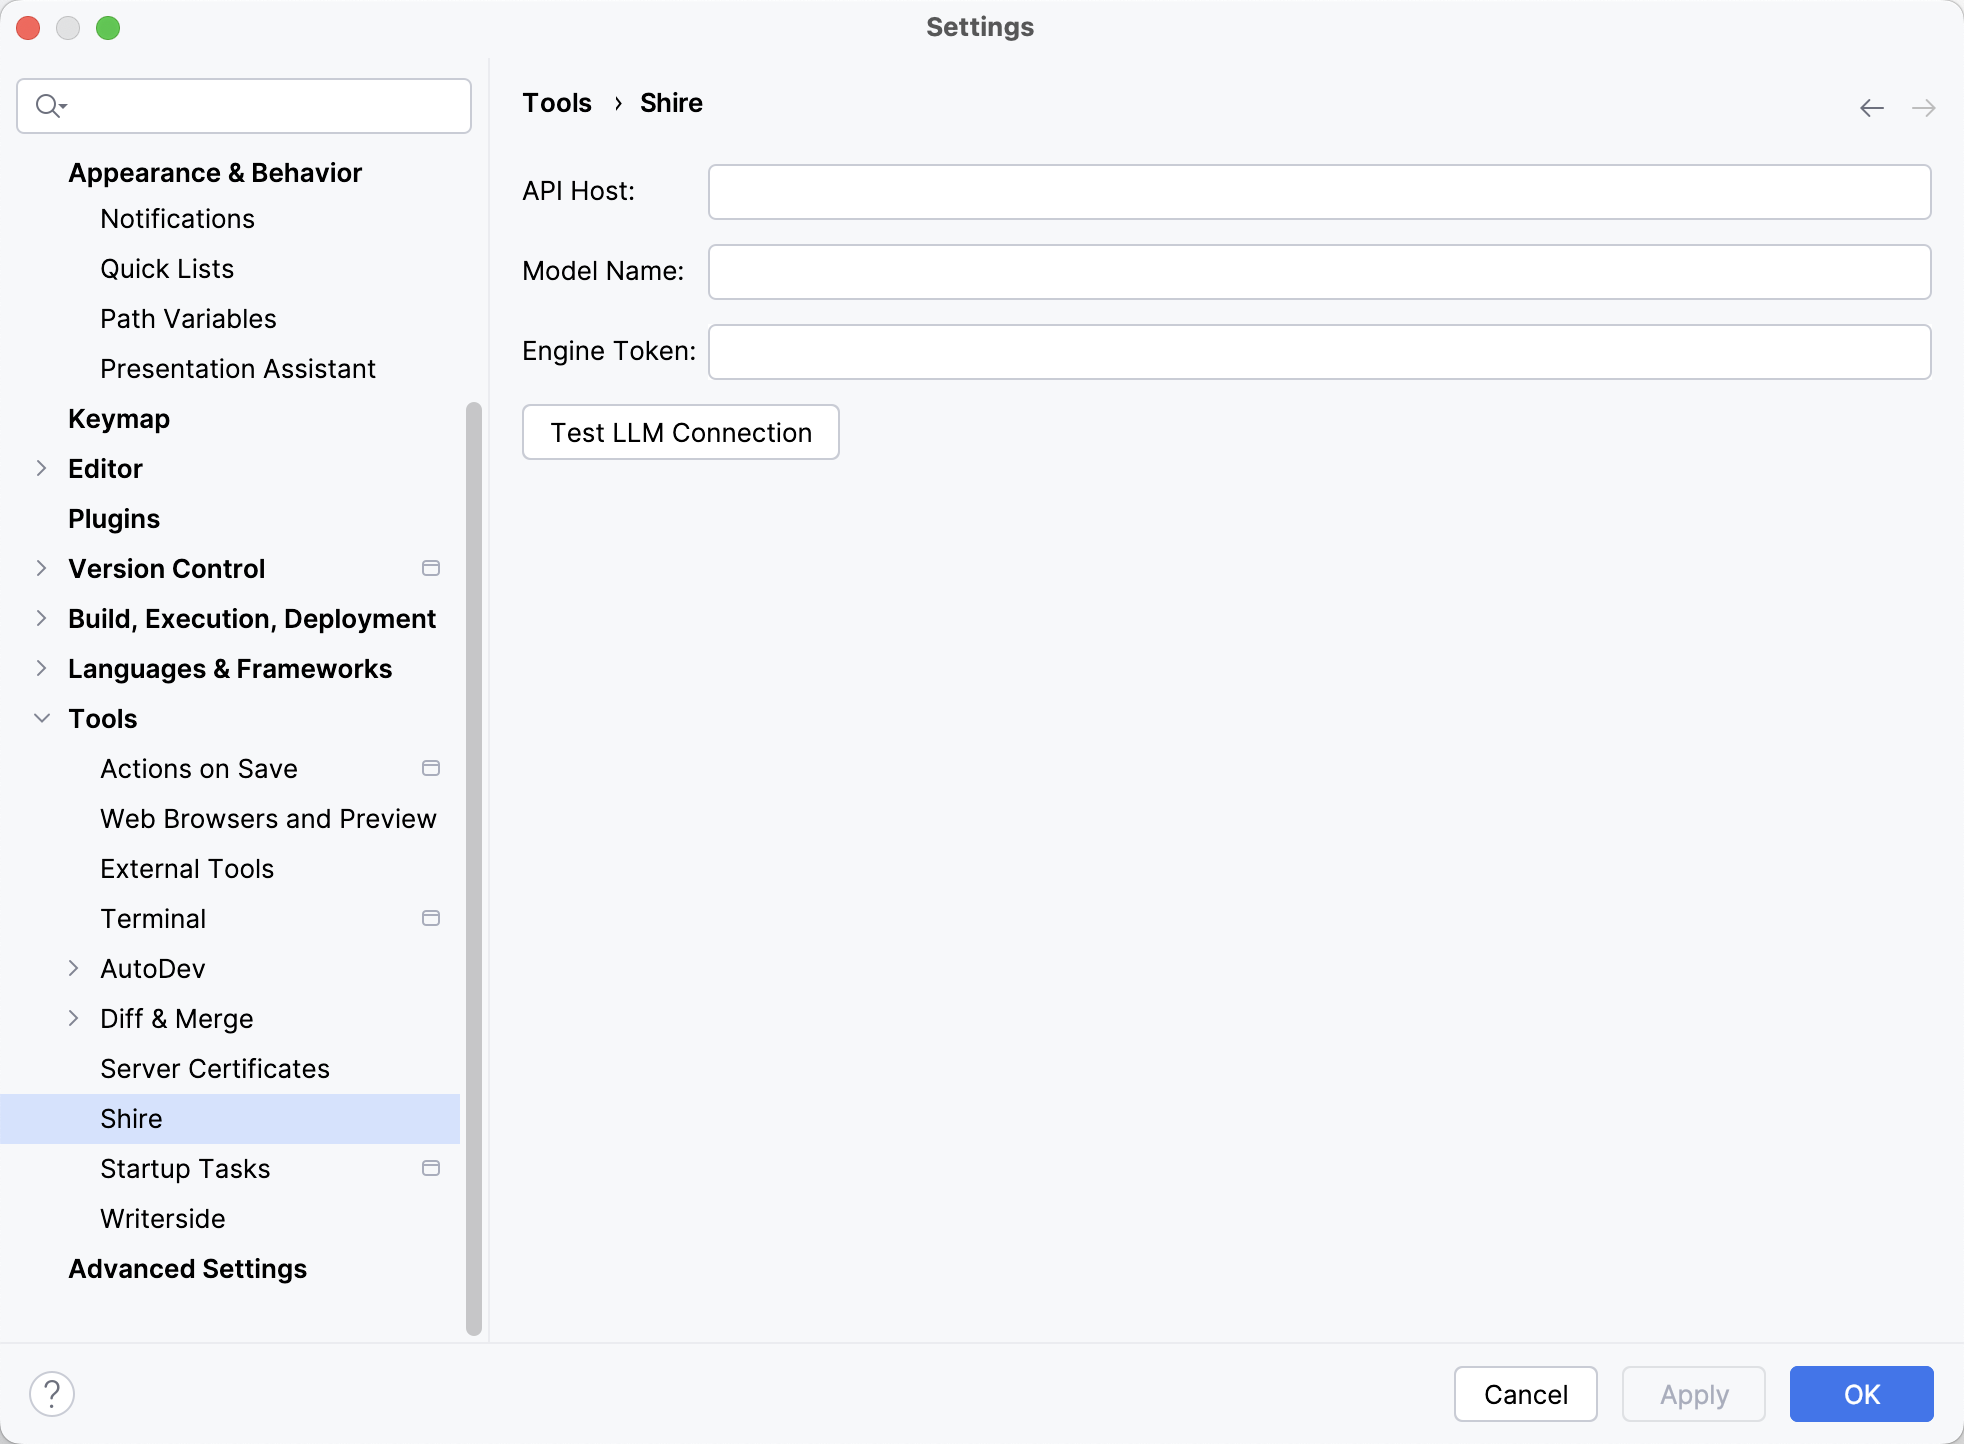 Settings
Appearance & Behavior
Notifications
Quick Lists
Path Variables
Presentation Assistant
Keymap
Editor
Plugins
Version Control
Build, Execution, Deployment
Languages & Frameworks
Tools
Actions on Save
Web Browsers and Preview
External Tools
Terminal
AutoDev
Diff & Merge
Server Certificates
Shire
Startup Tasks
Writerside
Advanced Settings
Tools › Shire
API Host:
Model Name:
Engine Token:
Test LLM Connection
?
Cancel
Apply
OK